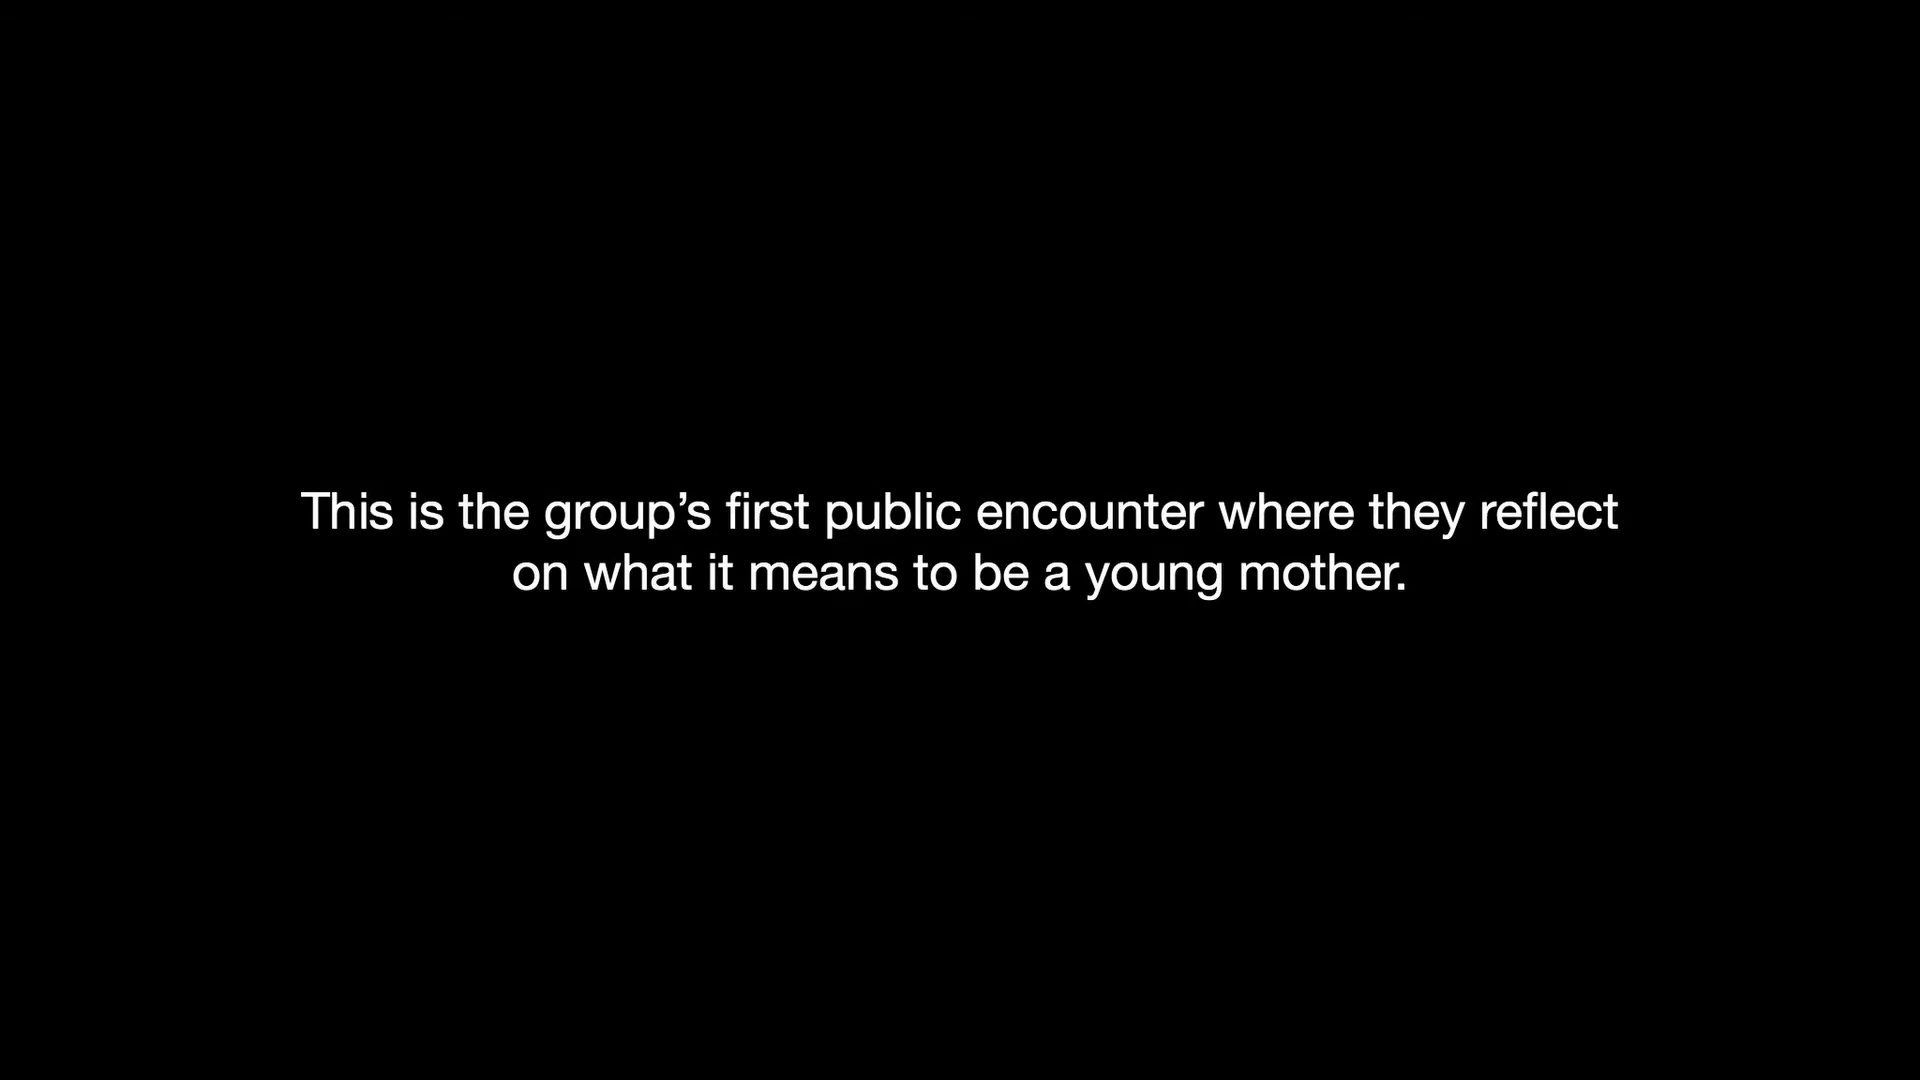 This is the group’s first public encounter where they reflect
on what it means to be a young mother.